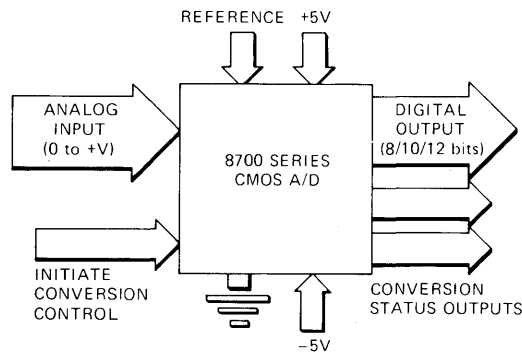 REFERENCE +5V
ANALOG
INPUT
(0 to +V)
8700 SERIES
CMOS A/D
DIGITAL
OUTPUT
(8/10/12 bits)
INITIATE
CONVERSION
CONTROL
CONVERSION
STATUS OUTPUTS
−5V